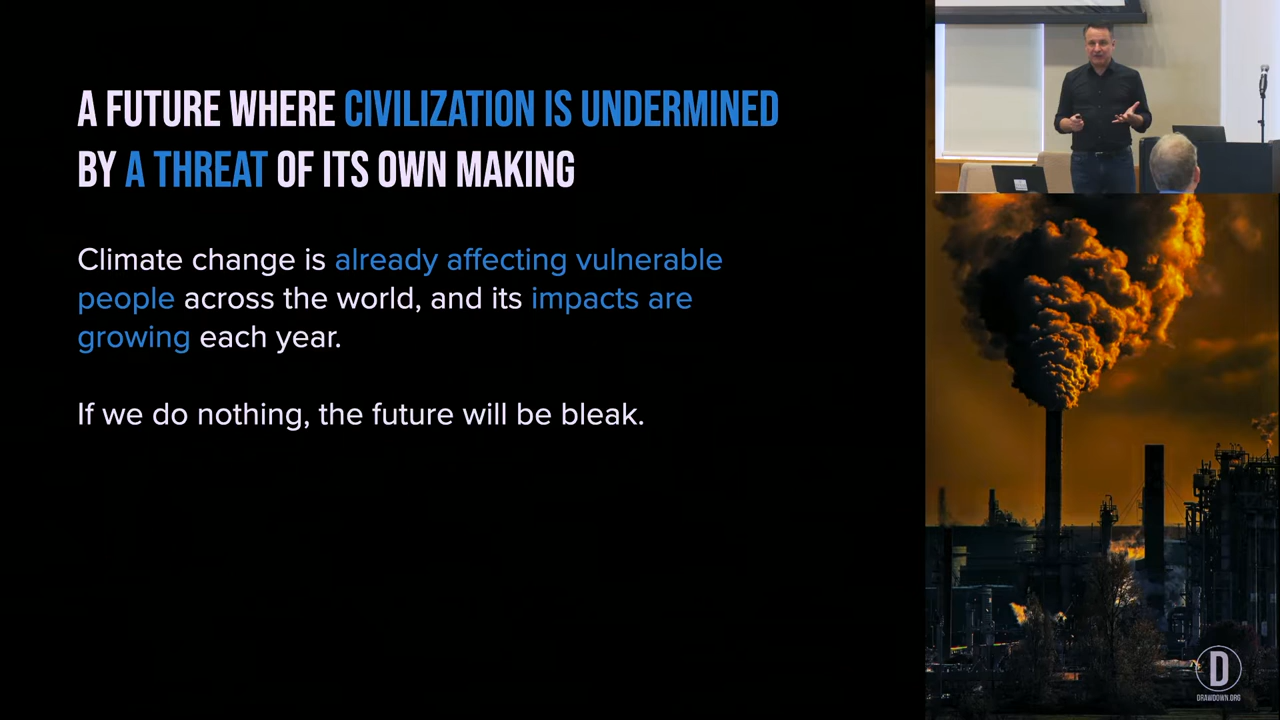 A FUTURE WHERE CIVILIZATION IS UNDERMINED
BY A THREAT OF ITS OWN MAKING
Climate change is already affecting vulnerable
people across the world, and its impacts are
growing each year.
If we do nothing, the future will be bleak.
D
DRAWDOWN.ORG